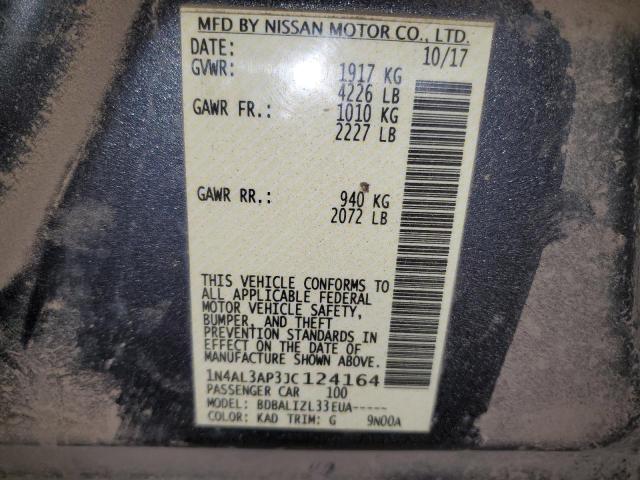 MFD BY NISSAN MOTOR CO., LTD.
DATE: 10/17
GVWR: 1917 KG
4226 LB
GAWR FR.: 1010 KG
2227 LB
GAWR RR.: 940 KG
2072 LB
THIS VEHICLE CONFORMS TO
ALL APPLICABLE FEDERAL
MOTOR VEHICLE SAFETY,
BUMPER, AND THEFT
PREVENTION STANDARDS IN
EFFECT ON THE DATE OF
MANUFACTURE SHOWN ABOVE.
1N4AL3AP3JC124164
PASSENGER CAR 100
MODEL: BDBALIZL33EUA-----
COLOR: KAD TRIM: G 9N00A